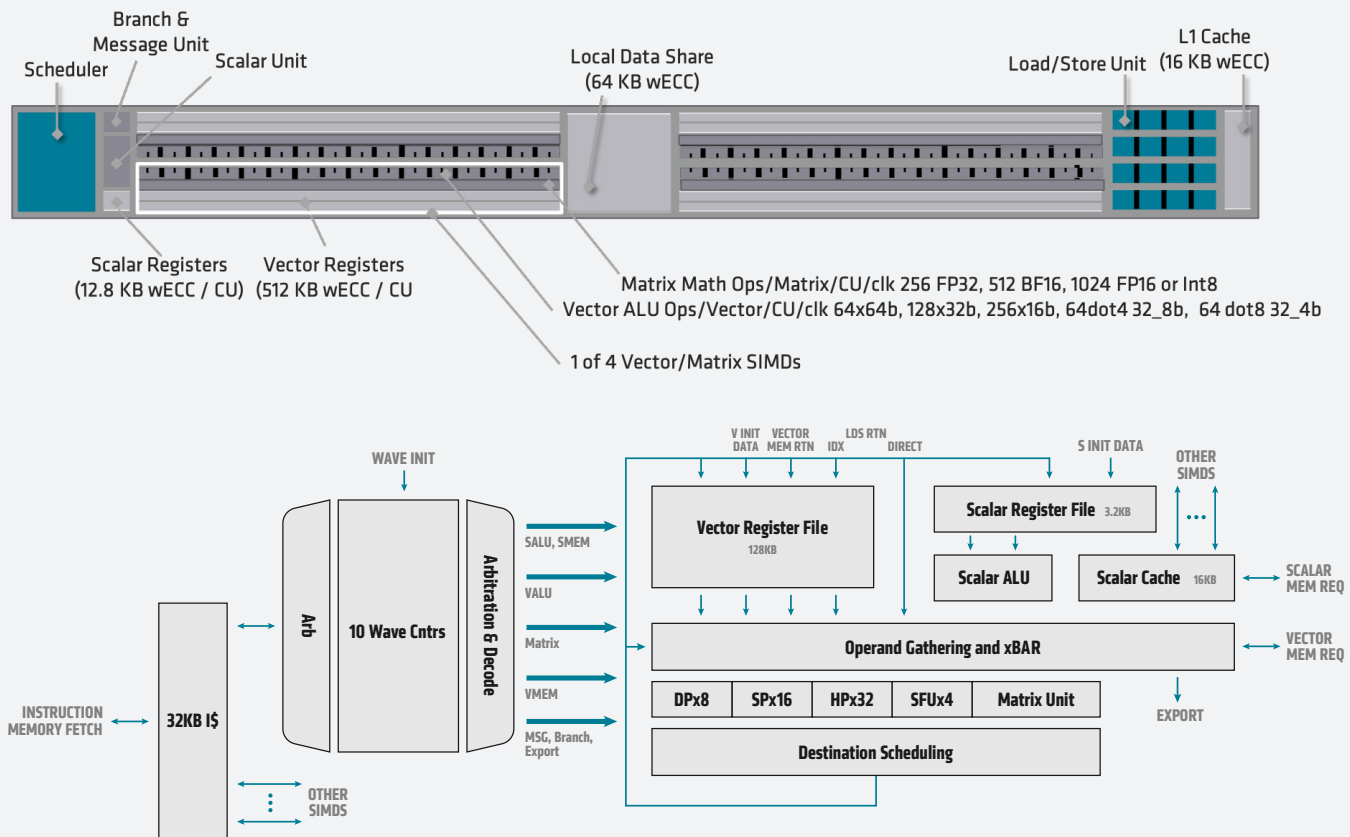 Branch &
Message Unit
Scheduler
Scalar Unit
Local Data Share
(64 KB wECC)
Load/Store Unit
L1 Cache
(16 KB wECC)
Scalar Registers
(12.8 KB wECC / CU)
Vector Registers
(512 KB wECC / CU
Matrix Math Ops/Matrix/CU/clk 256 FP32, 512 BF16, 1024 FP16 or Int8
Vector ALU Ops/Vector/CU/clk 64x64b, 128x32b, 256x16b, 64dot4 32_8b, 64 dot8 32_4b
1 of 4 Vector/Matrix SIMDs
WAVE INIT
V INIT
DATA
VECTOR
MEM RTN
LDS RTN
IDX
DIRECT
S INIT DATA
OTHER
SIMDS
Arb
10 Wave Cntrs
Arbitration & Decode
SALU, SMEM
VALU
Matrix
VMEM
MSG, Branch,
Export
Vector Register File
128KB
Scalar Register File 3.2KB
Scalar ALU
Scalar Cache 16KB
SCALAR
MEM REQ
Operand Gathering and xBAR
VECTOR
MEM REQ
DPx8 SPx16 HPx32 SFUx4 Matrix Unit
EXPORT
Destination Scheduling
INSTRUCTION
MEMORY FETCH
32KB I$
OTHER
SIMDS